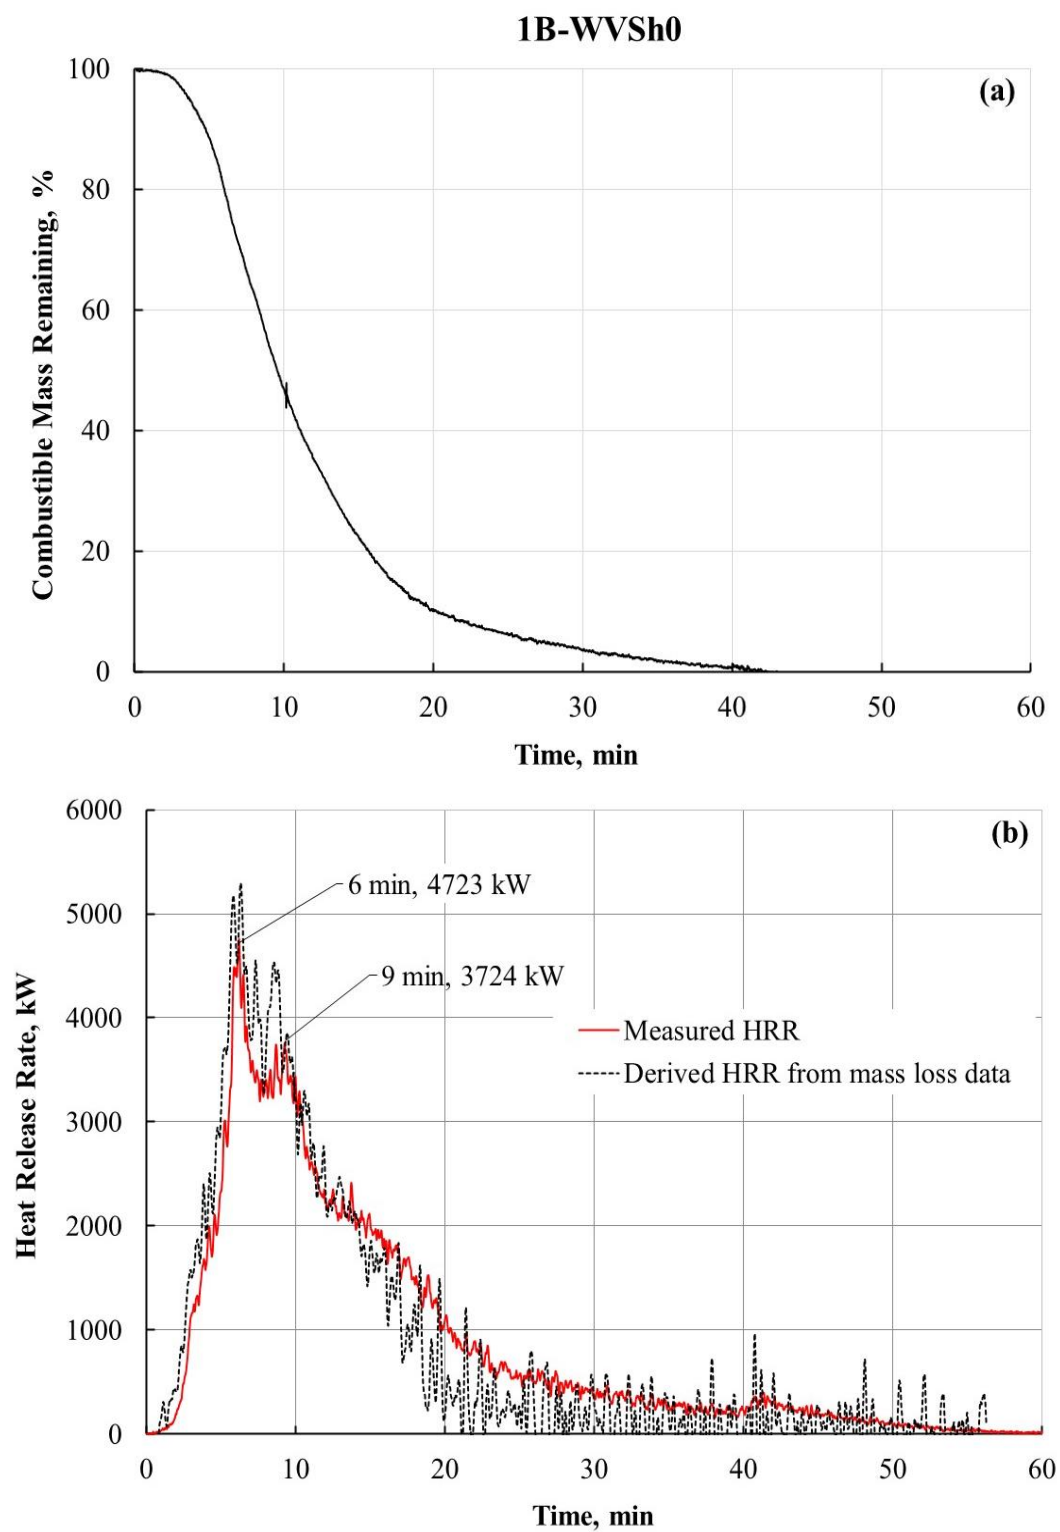 1B-WVSh0
(a)
Combustible Mass Remaining, %
100
80
60
40
20
0
0 10 20 30 40 50 60
Time, min
(b)
Heat Release Rate, kW
6000
5000
4000
3000
2000
1000
0
6 min, 4723 kW
9 min, 3724 kW
Measured HRR
Derived HRR from mass loss data
0 10 20 30 40 50 60
Time, min